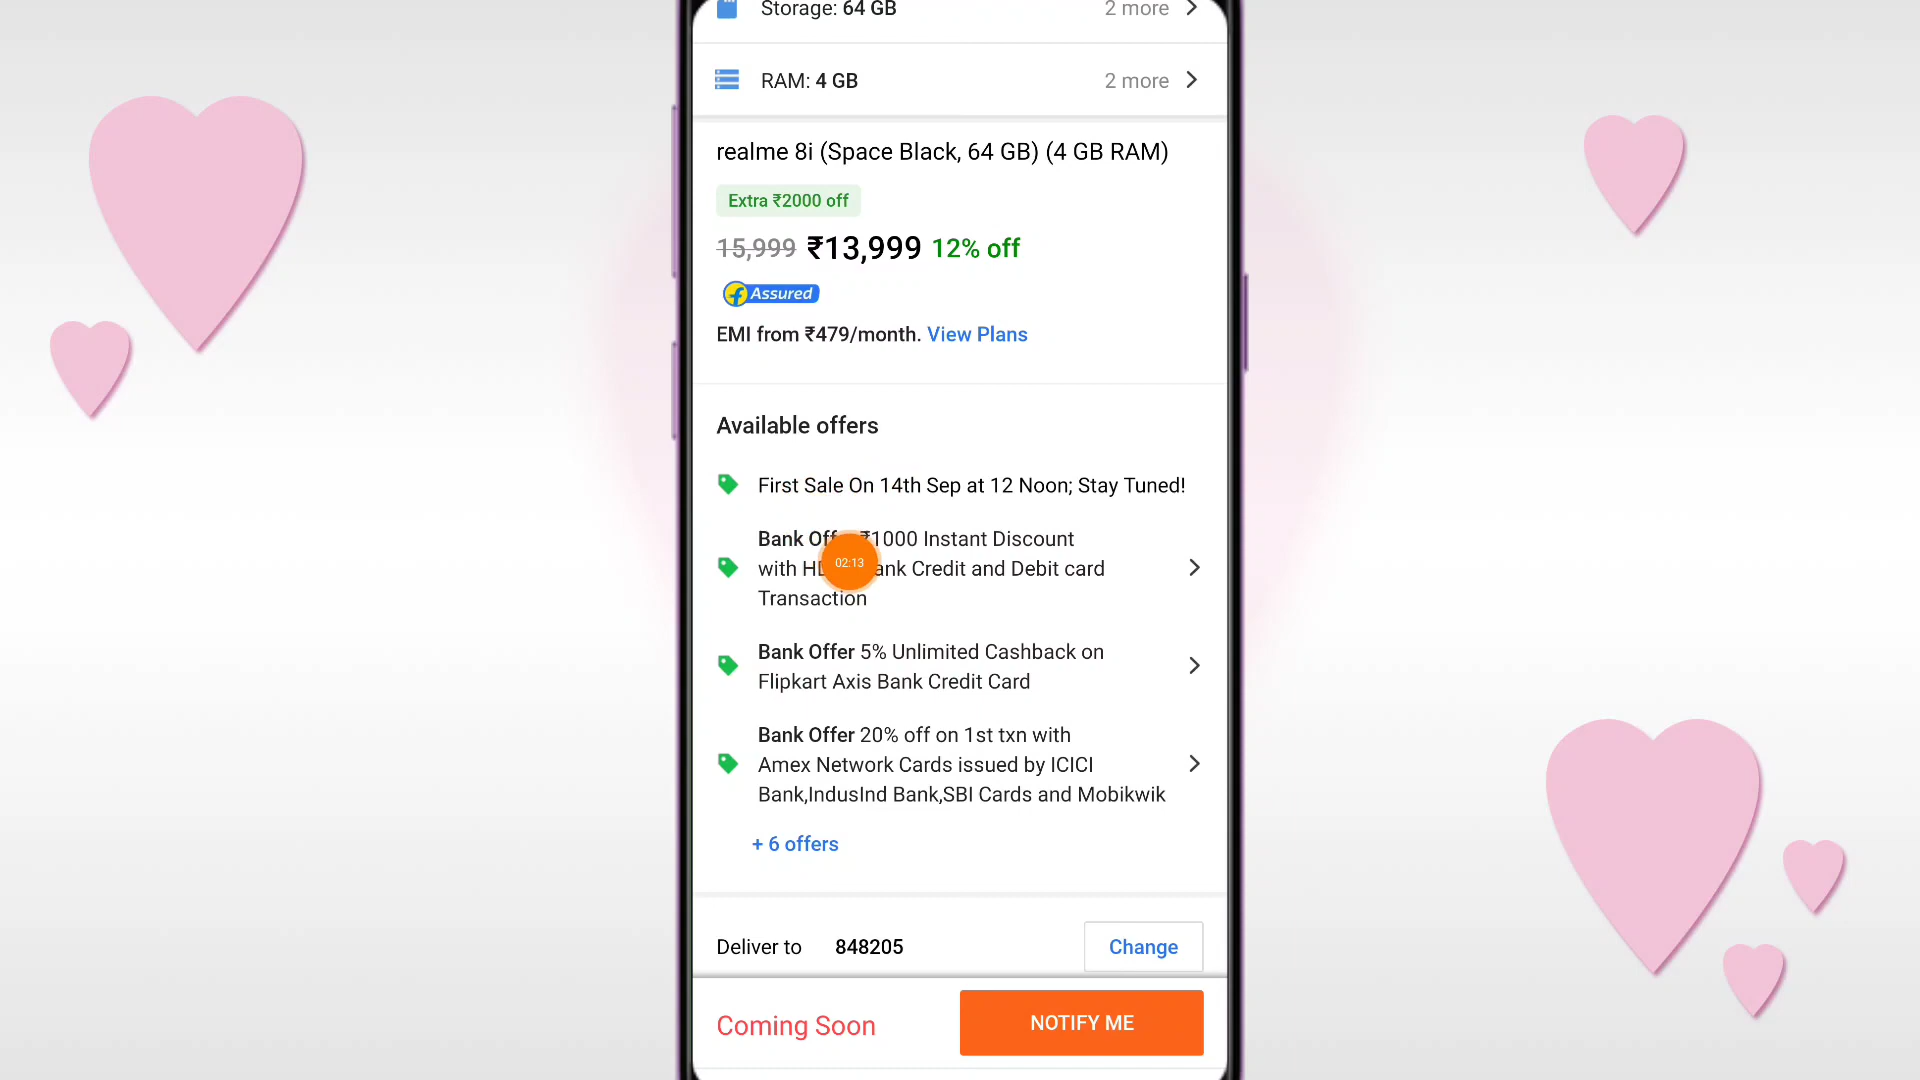 Storage: 64 GB 2 more
RAM: 4 GB 2 more
realme 8i (Space Black, 64 GB) (4 GB RAM)
Extra ₹2000 off
15,999 ₹13,999 12% off
Assured
EMI from ₹479/month. View Plans
Available offers
First Sale On 14th Sep at 12 Noon; Stay Tuned!
Bank ₹1000 Instant Discount
with Credit and Debit card
02:13
Transaction
Bank Offer 5% Unlimited Cashback on
Flipkart Axis Bank Credit Card
Bank Offer 20% off on 1st txn with
Amex Network Cards issued by ICICI
Bank,IndusInd Bank,SBI Cards and Mobikwik
+ 6 offers
Deliver to 848205 Change
Coming Soon NOTIFY ME